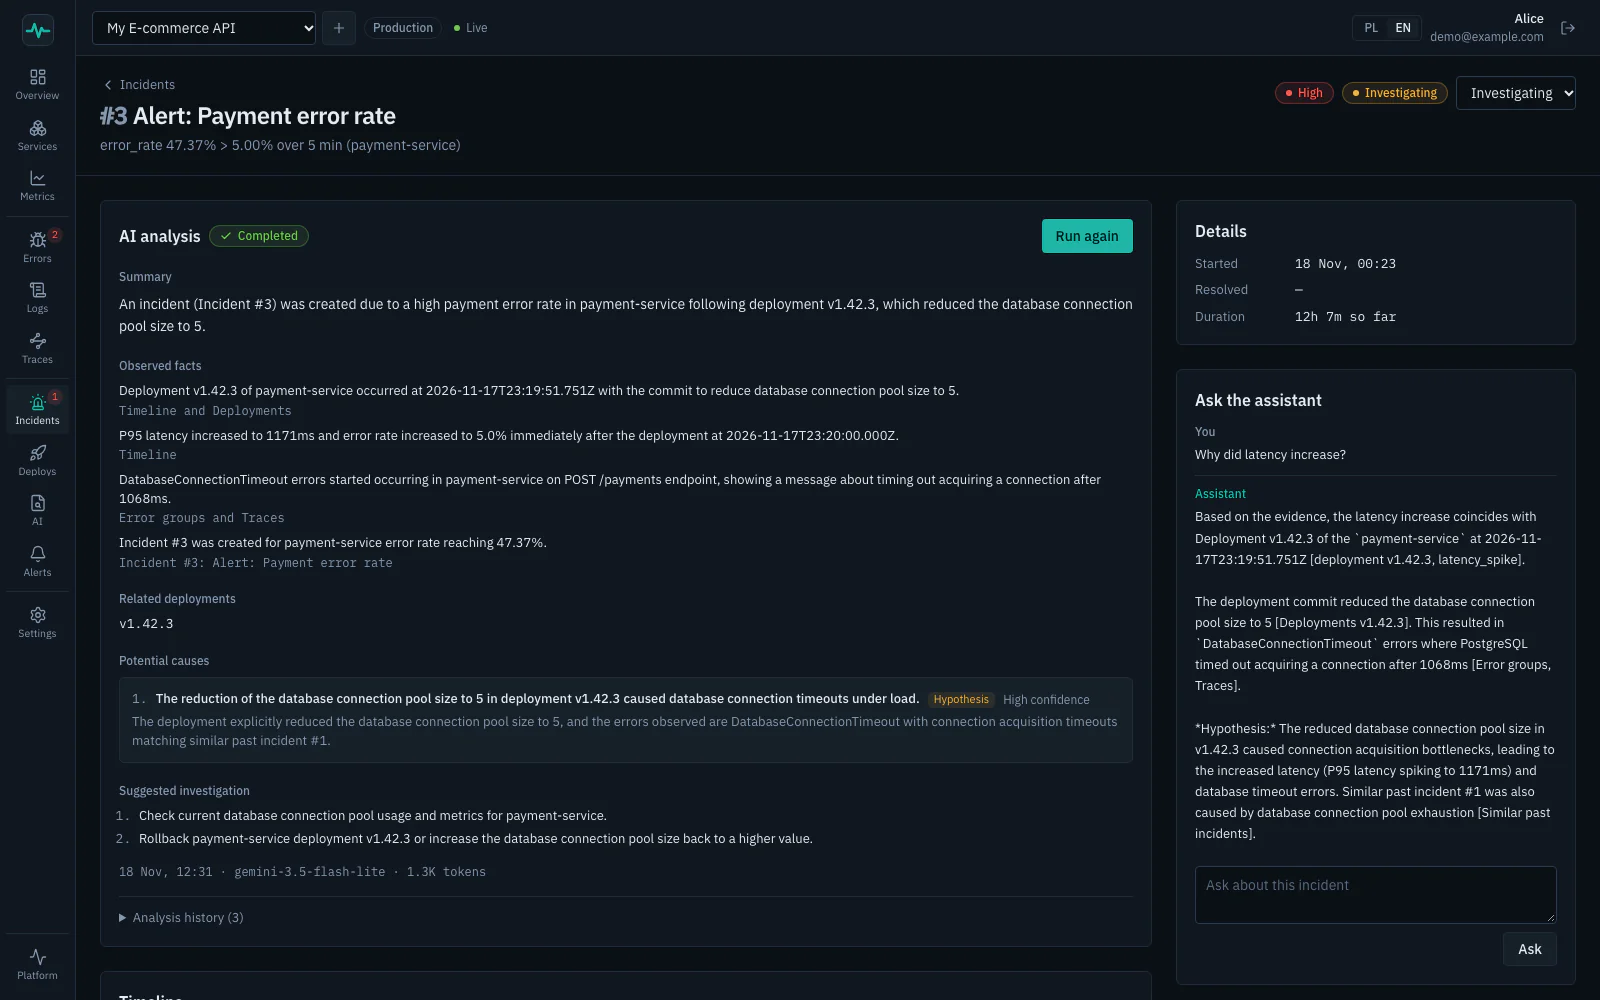 My E-commerce API
+
Production
Live
PL
EN
Alice
demo@example.com
Overview
Services
Metrics
2
Errors
Logs
Traces
1
Incidents
Deploys
AI
Alerts
Settings
Platform
Incidents
#3 Alert: Payment error rate
error_rate 47.37% > 5.00% over 5 min (payment-service)
High
Investigating
Investigating
AI analysis
Completed
Run again
Summary
An incident (Incident #3) was created due to a high payment error rate in payment-service following deployment v1.42.3, which reduced the database connection
pool size to 5.
Observed facts
Deployment v1.42.3 of payment-service occurred at 2026-11-17T23:19:51.751Z with the commit to reduce database connection pool size to 5.
Timeline and Deployments
P95 latency increased to 1171ms and error rate increased to 5.0% immediately after the deployment at 2026-11-17T23:20:00.000Z.
Timeline
DatabaseConnectionTimeout errors started occurring in payment-service on POST /payments endpoint, showing a message about timing out acquiring a connection after
1068ms.
Error groups and Traces
Incident #3 was created for payment-service error rate reaching 47.37%.
Incident #3: Alert: Payment error rate
Related deployments
v1.42.3
Potential causes
1. The reduction of the database connection pool size to 5 in deployment v1.42.3 caused database connection timeouts under load. Hypothesis High confidence
The deployment explicitly reduced the database connection pool size to 5, and the errors observed are DatabaseConnectionTimeout with connection acquisition timeouts
matching similar past incident #1.
Suggested investigation
1. Check current database connection pool usage and metrics for payment-service.
2. Rollback payment-service deployment v1.42.3 or increase the database connection pool size back to a higher value.
18 Nov, 12:31 · gemini-3.5-flash-lite · 1.3K tokens
Analysis history (3)
Timeline
Details
Started 18 Nov, 00:23
Resolved —
Duration 12h 7m so far
Ask the assistant
You
Why did latency increase?
Assistant
Based on the evidence, the latency increase coincides with
Deployment v1.42.3 of the `payment-service` at 2026-11-
17T23:19:51.751Z [deployment v1.42.3, latency_spike].
The deployment commit reduced the database connection
pool size to 5 [Deployments v1.42.3]. This resulted in
`DatabaseConnectionTimeout` errors where PostgreSQL
timed out acquiring a connection after 1068ms [Error groups,
Traces].
*Hypothesis:* The reduced database connection pool size in
v1.42.3 caused connection acquisition bottlenecks, leading to
the increased latency (P95 latency spiking to 1171ms) and
database timeout errors. Similar past incident #1 was also
caused by database connection pool exhaustion [Similar past
incidents].
Ask about this incident
Ask